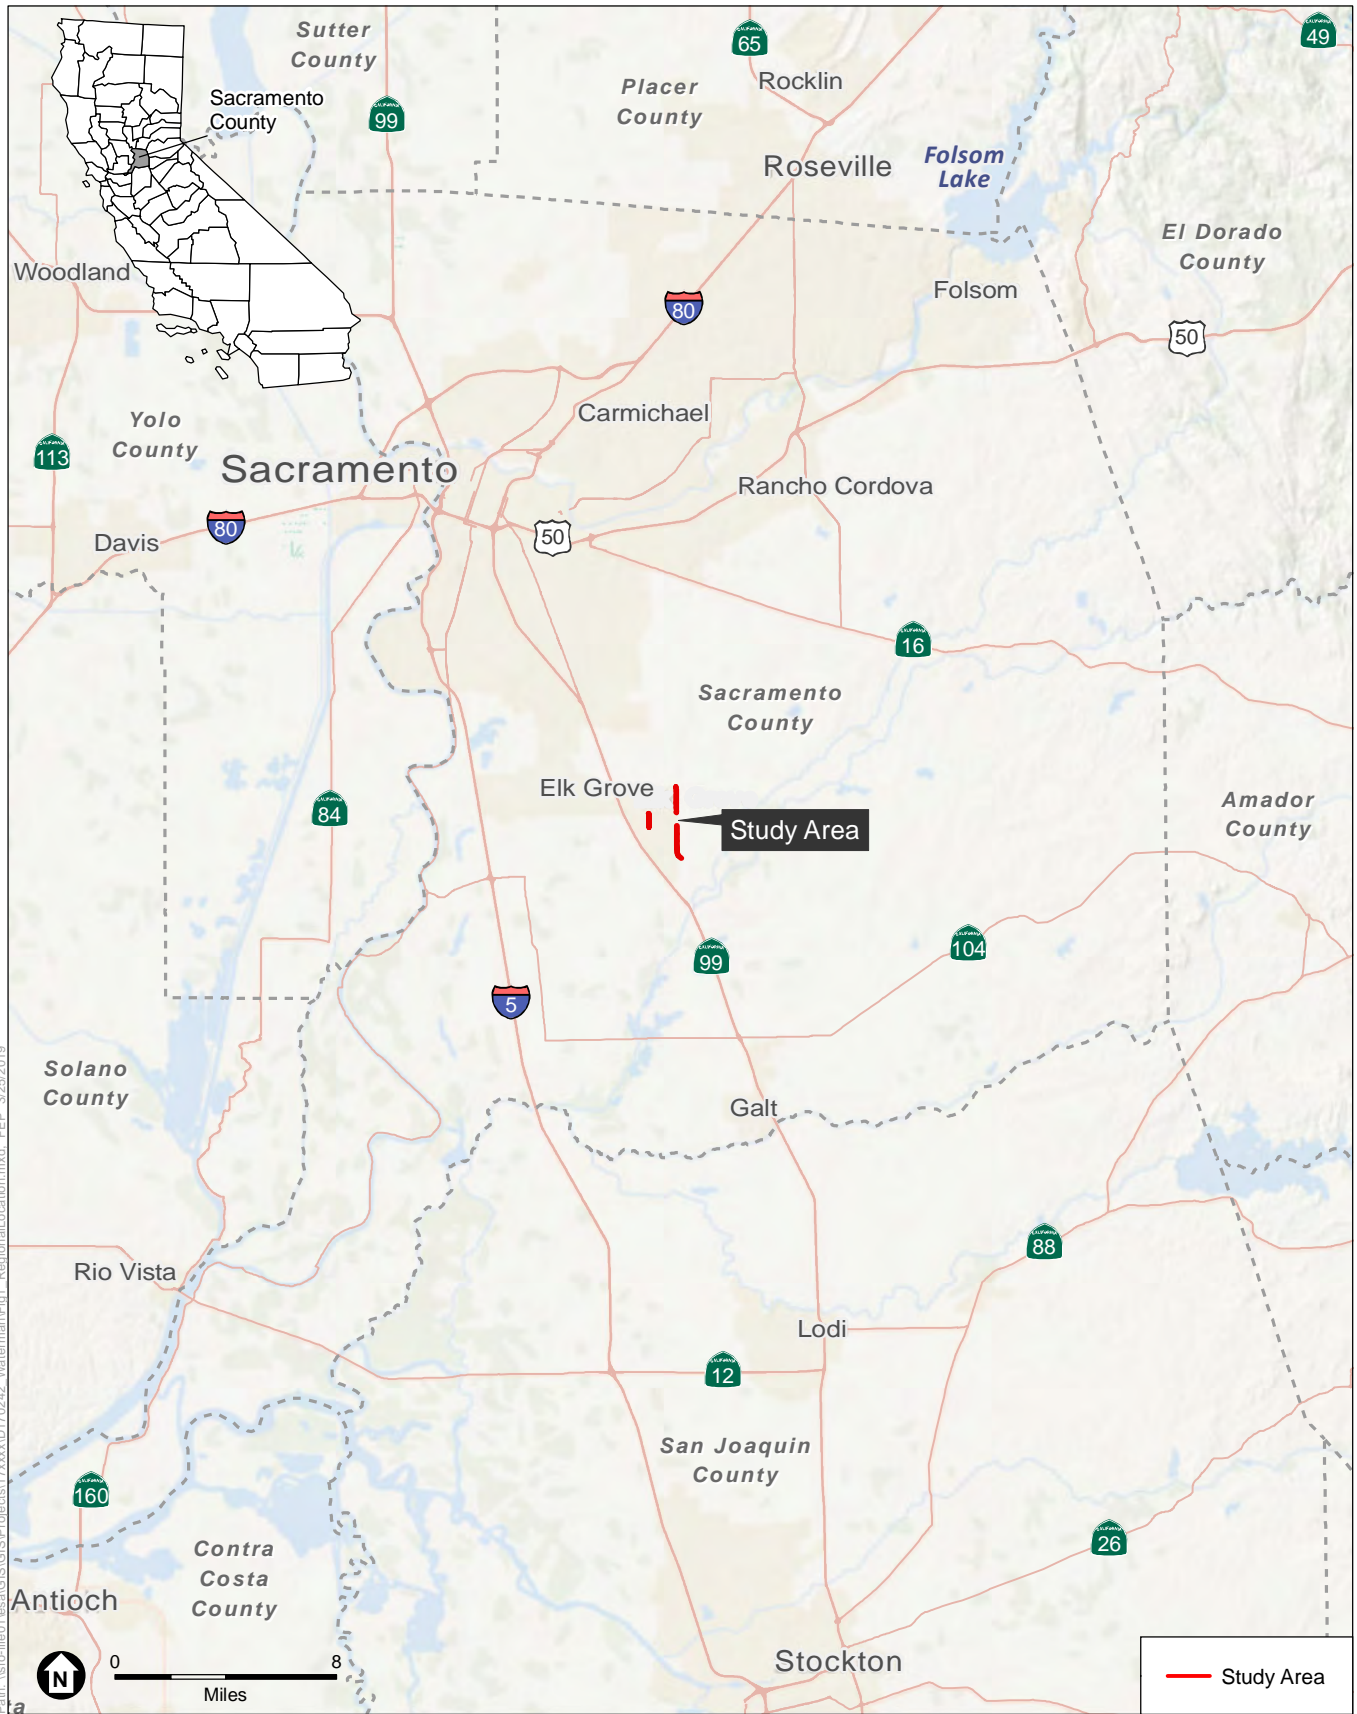 Sutter
County
65
49
Rocklin
Placer
County
Sacramento
County
99
Roseville
Folsom
Lake
El Dorado
County
Woodland
Folsom
80
50
Carmichael
Yolo
County
113
Sacramento
Rancho Cordova
80
50
Davis
16
Sacramento
County
Elk Grove
84
Study Area
Amador
County
99
104
5
Solano
County
Galt
88
Rio Vista
Lodi
12
San Joaquin
County
160
26
Contra
Costa
County
Antioch
Stockton
N
0
8
Miles
Study Area
ta